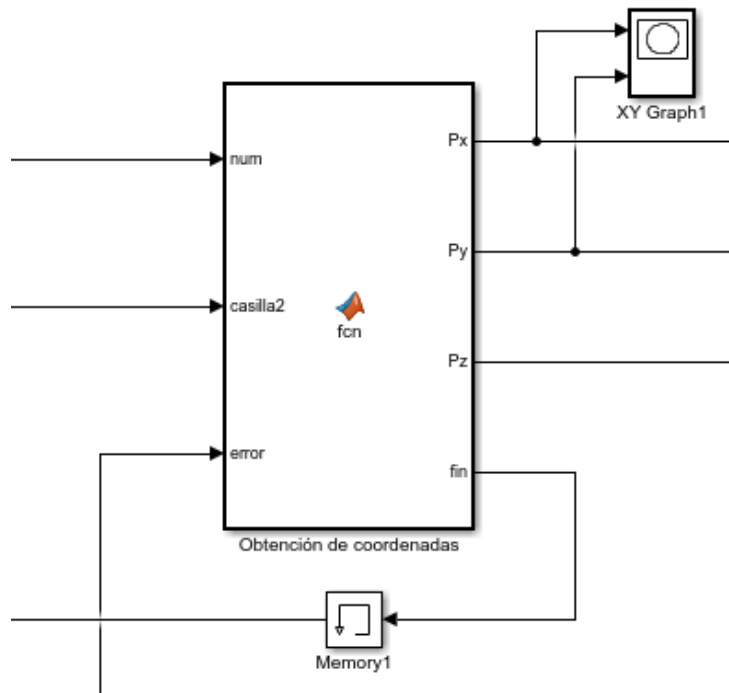 XY Graph1
num
casilla2
error
fcn
Px
Py
Pz
fin
Obtención de coordenadas
Memory1